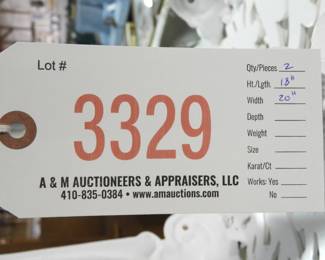 Lot #
3329
Qty/Pieces 2
Ht./Lgth. 18"
Width 20"
Depth
Weight
Size
Karat/Ct
Works: Yes
No
A & M AUCTIONEERS & APPRAISERS, LLC
410-835-0384 • www.amauctions.com